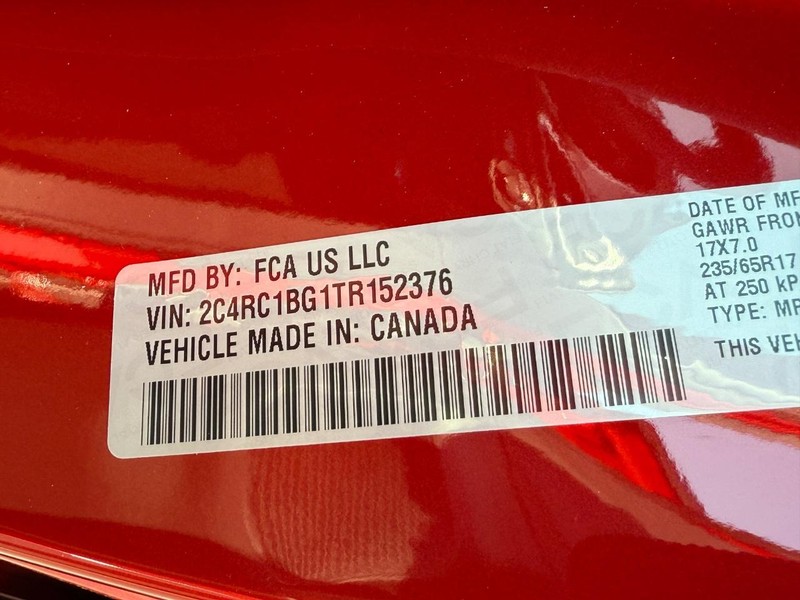 MFD BY: FCA US LLC
VIN: 2C4RC1BG1TR152376
VEHICLE MADE IN: CANADA
DATE OF
GAWR
17X7.0
235/65R17
AT 250
TYPE:
THIS